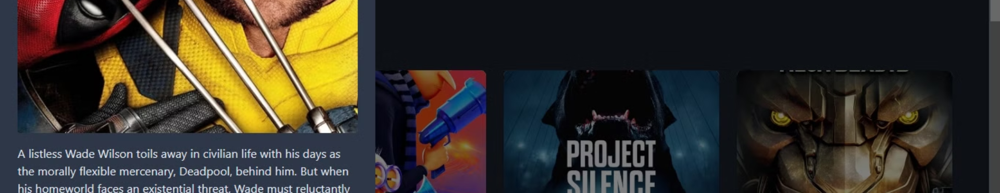 A listless Wade Wilson toils away in civilian life with his days as
the morally flexible mercenary, Deadpool, behind him. But when
his homeworld faces an existential threat, Wade must reluctantly
PROJECT
SILENCE